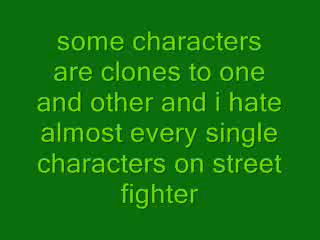 some characters
are clones to one
and other and i hate
almost every single
characters on street
fighter